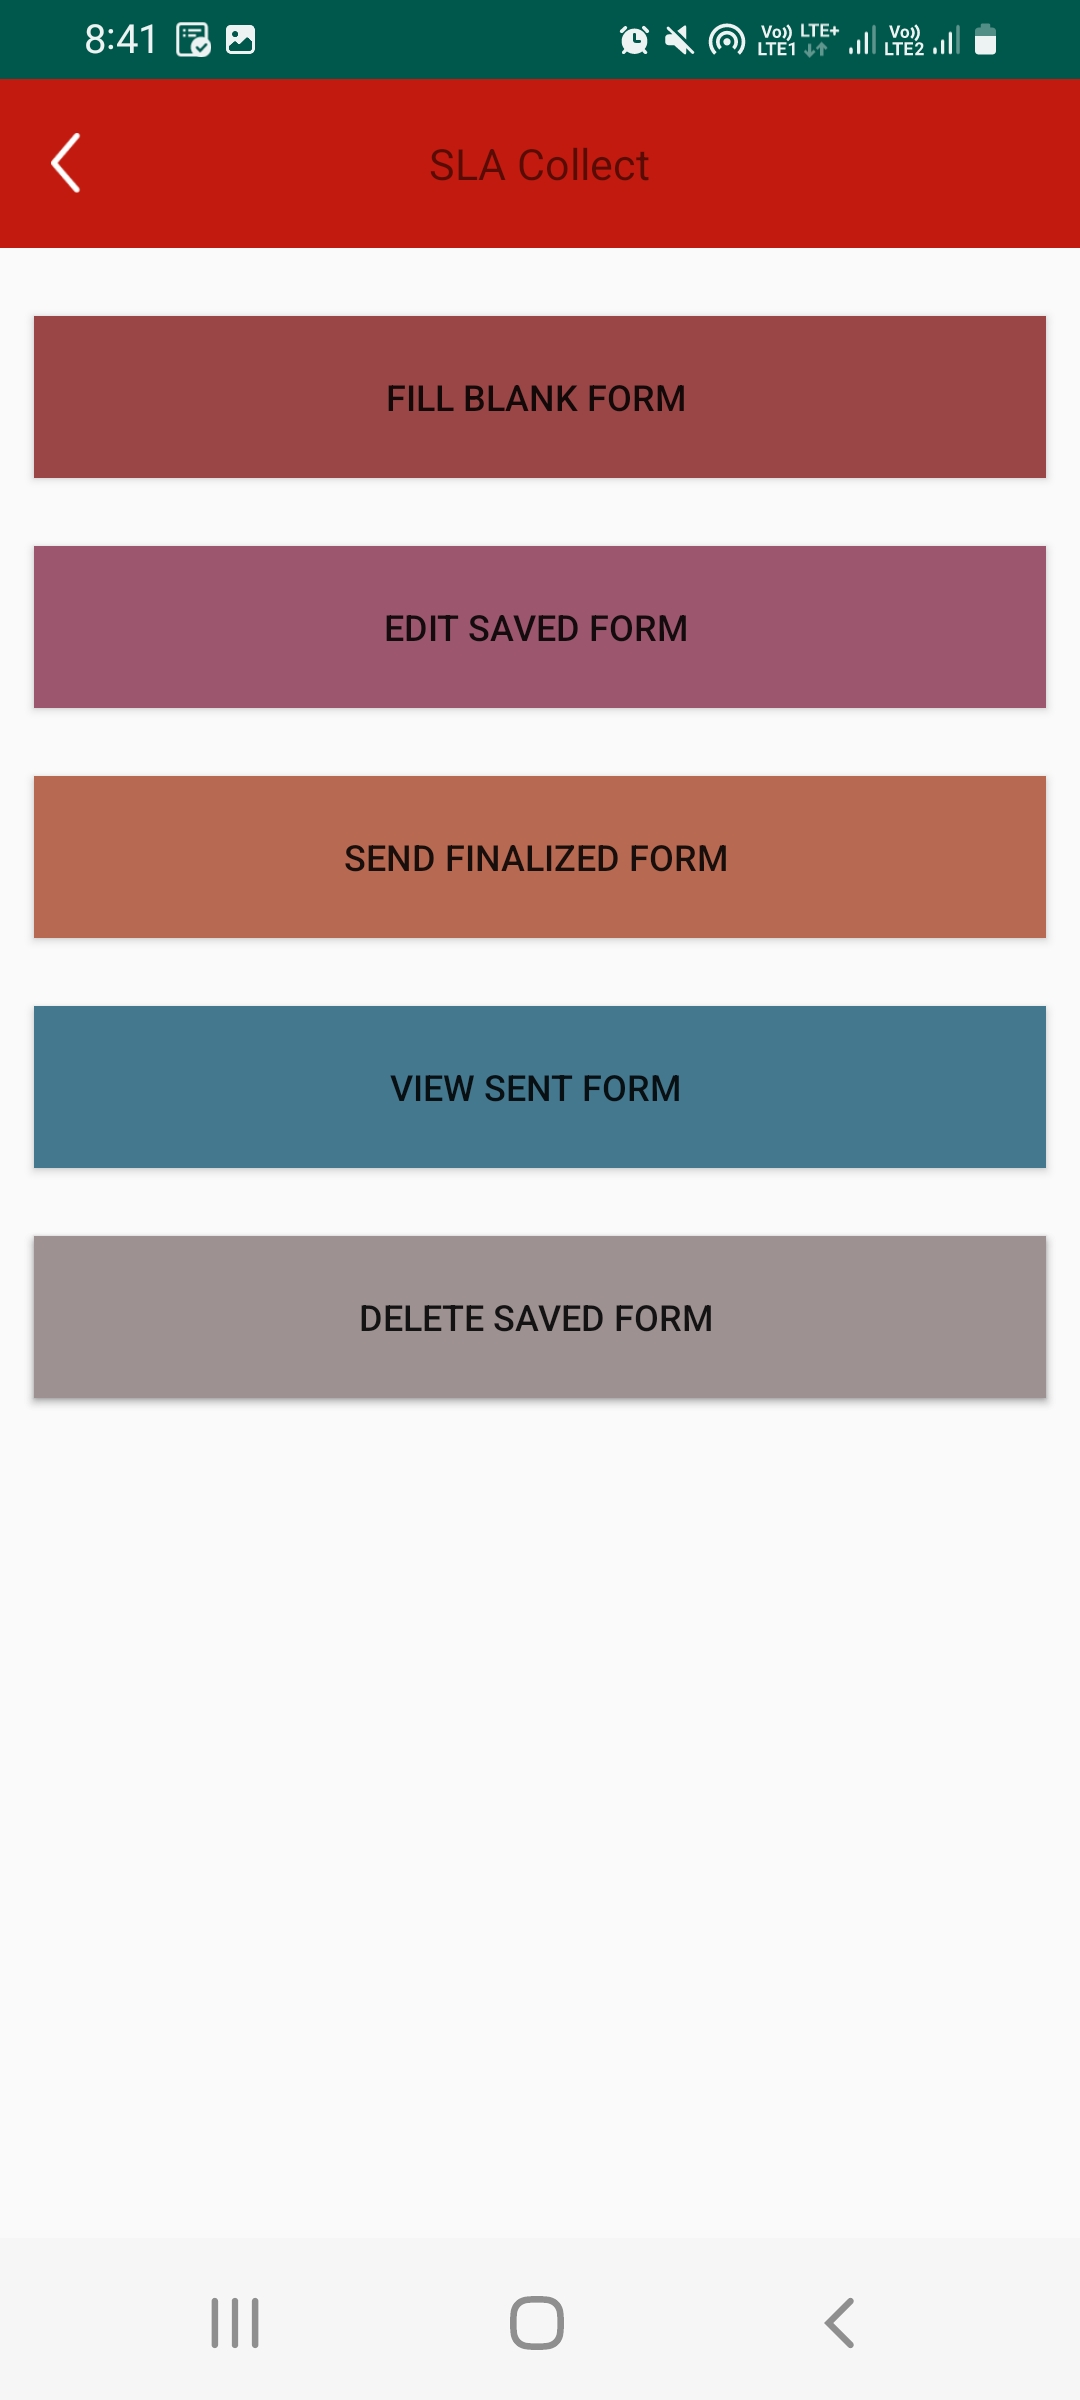 8:41
Vo)) LTE1 LTE+ Vo)) LTE2
SLA Collect
FILL BLANK FORM
EDIT SAVED FORM
SEND FINALIZED FORM
VIEW SENT FORM
DELETE SAVED FORM